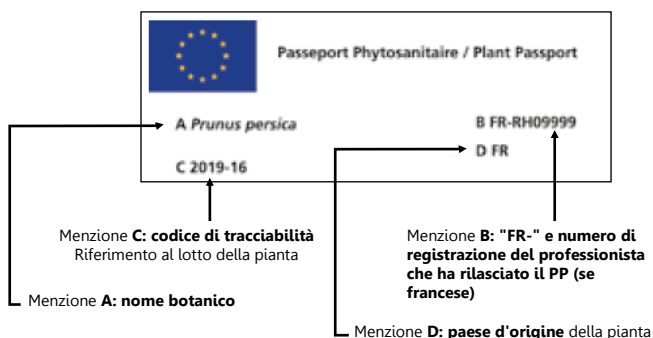 Passeport Phytosanitaire / Plant Passport
A Prunus persica
B FR-RH09999
C 2019-16
D FR
Menzione C: codice di tracciabilità
Riferimento al lotto della pianta
Menzione B: "FR-" e numero di
registrazione del professionista
che ha rilasciato il PP (se
francese)
Menzione A: nome botanico
Menzione D: paese d'origine della pianta